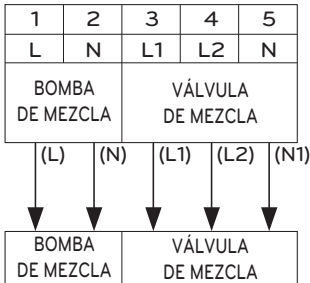 1 2 3 4 5
L N L1 L2 N
BOMBA DE MEZCLA
VÁLVULA DE MEZCLA
(L) (N) (L1) (L2) (N1)
BOMBA DE MEZCLA
VÁLVULA DE MEZCLA